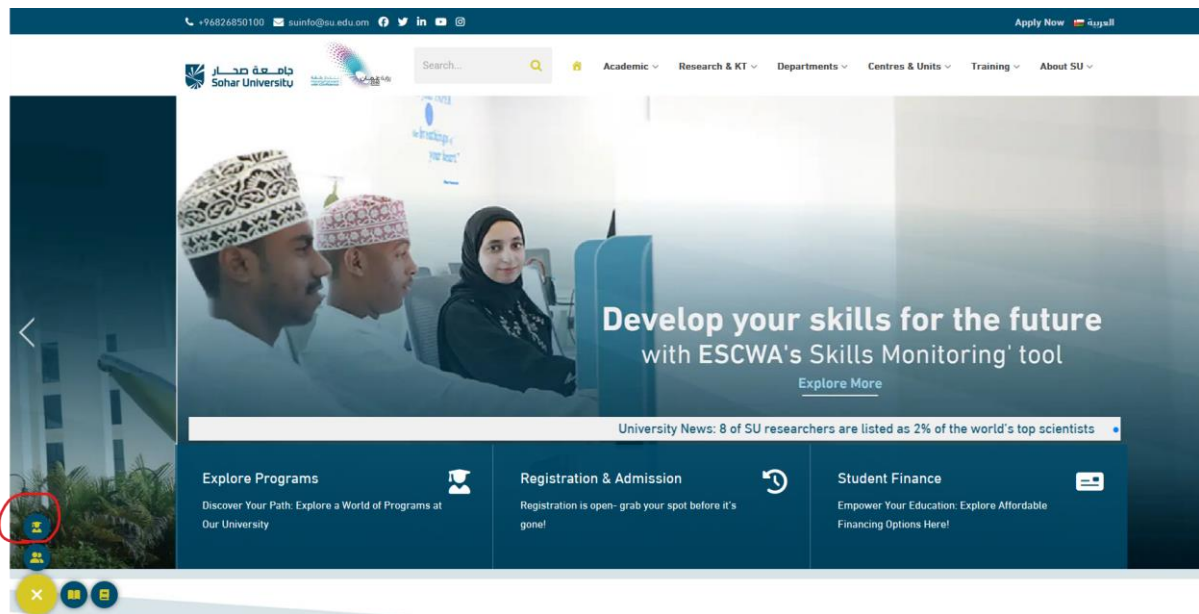 +96826850100 suinfo@su.edu.om
Apply Now العربية
جامعة صحار
Sohar University
Search...
Academic Research & KT Departments Centres & Units Training About SU
your heart."
Develop your skills for the future
with ESCWA's Skills Monitoring' tool
Explore More
University News: 8 of SU researchers are listed as 2% of the world's top scientists
Explore Programs
Discover Your Path: Explore a World of Programs at
Our University
Registration & Admission
Registration is open- grab your spot before it's
gone!
Student Finance
Empower Your Education: Explore Affordable
Financing Options Here!